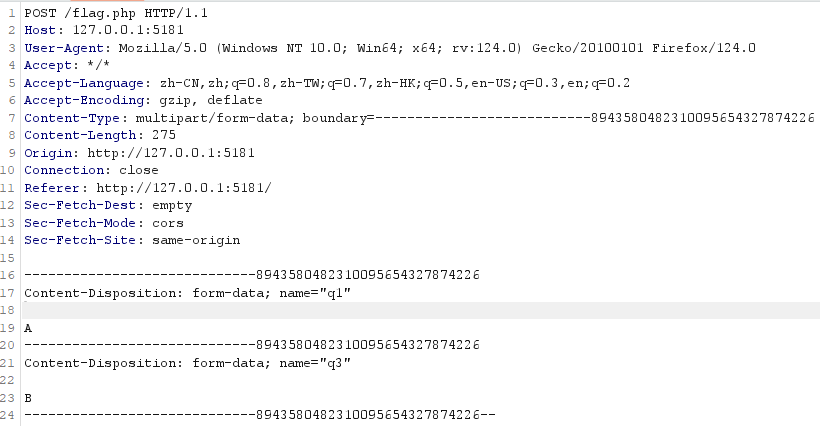 1 POST /flag.php HTTP/1.1
2 Host: 127.0.0.1:5181
3 User-Agent: Mozilla/5.0 (Windows NT 10.0; Win64; x64; rv:124.0) Gecko/20100101 Firefox/124.0
4 Accept: */*
5 Accept-Language: zh-CN,zh;q=0.8,zh-TW;q=0.7,zh-HK;q=0.5,en-US;q=0.3,en;q=0.2
6 Accept-Encoding: gzip, deflate
7 Content-Type: multipart/form-data; boundary=---------------------------8943580482310095654327874226
8 Content-Length: 275
9 Origin: http://127.0.0.1:5181
10 Connection: close
11 Referer: http://127.0.0.1:5181/
12 Sec-Fetch-Dest: empty
13 Sec-Fetch-Mode: cors
14 Sec-Fetch-Site: same-origin
15
16 -----------------------------8943580482310095654327874226
17 Content-Disposition: form-data; name="q1"
18
19 A
20 -----------------------------8943580482310095654327874226
21 Content-Disposition: form-data; name="q3"
22
23 B
24 -----------------------------8943580482310095654327874226--